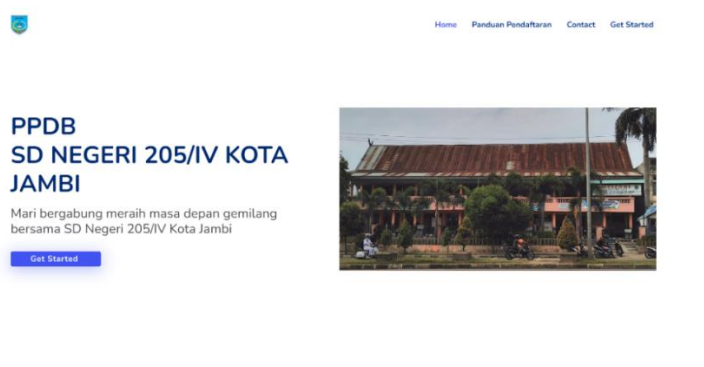 Home Panduan Pendaftaran Contact Get Started
PPDB
SD NEGERI 205/IV KOTA
JAMBI
Mari bergabung meraih masa depan gemilang
bersama SD Negeri 205/IV Kota Jambi
Get Started